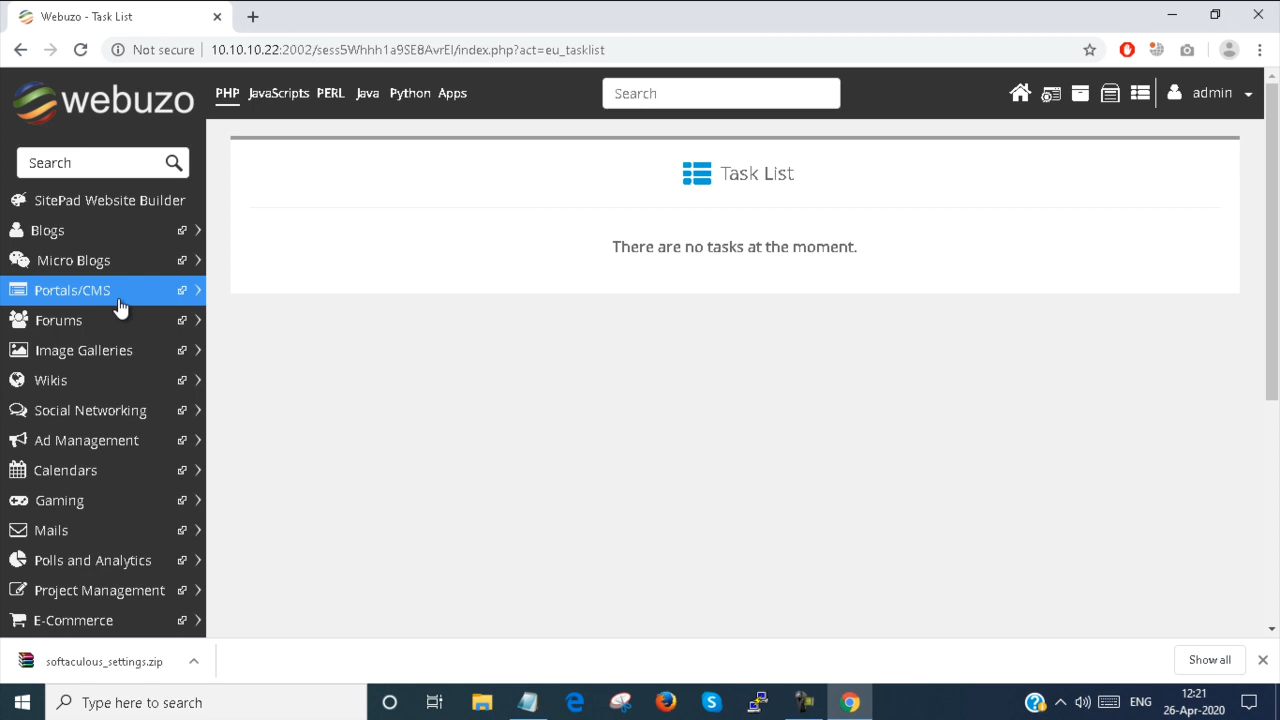 Webuzo - Task List
Not secure
10.10.10.22:2002/sess5Whhh1a9SE8AvrEl/index.php?act=eu_tasklist
webuzo
PHP JavaScripts PERL Java Python Apps
Search
admin
Search
SitePad Website Builder
Blogs
Micro Blogs
Portals/CMS
Forums
Image Galleries
Wikis
Social Networking
Ad Management
Calendars
Gaming
Mails
Polls and Analytics
Project Management
E-Commerce
Task List
There are no tasks at the moment.
softaculous_settings.zip
Show all
Type here to search
ENG
12:21
26-Apr-2020